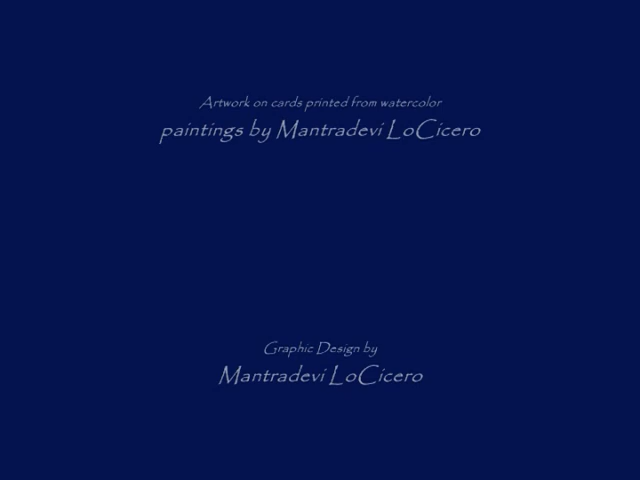 Artwork on cards printed from watercolor
paintings by Mantradevi LoCicero
Graphic Design by
Mantradevi LoCicero